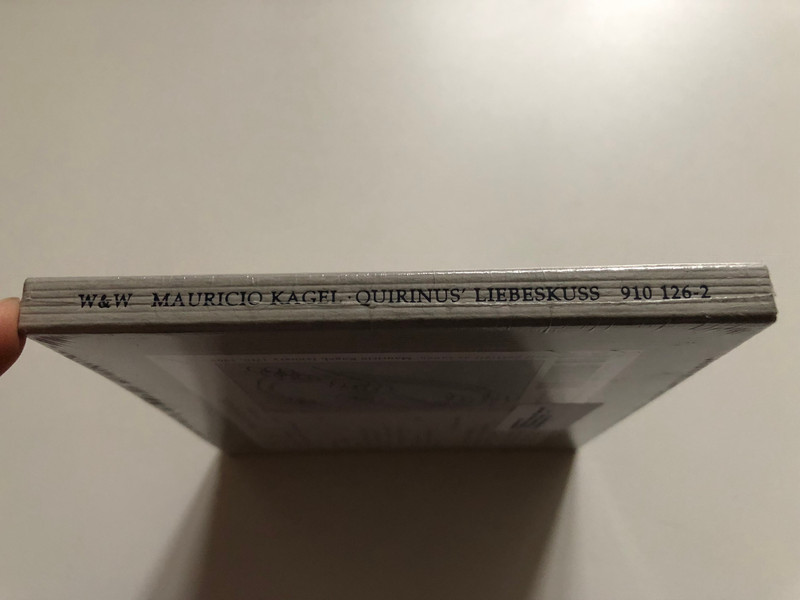 W&W MAURICIO KAGEL · QUIRINUS' LIEBESKUSS 910 126-2